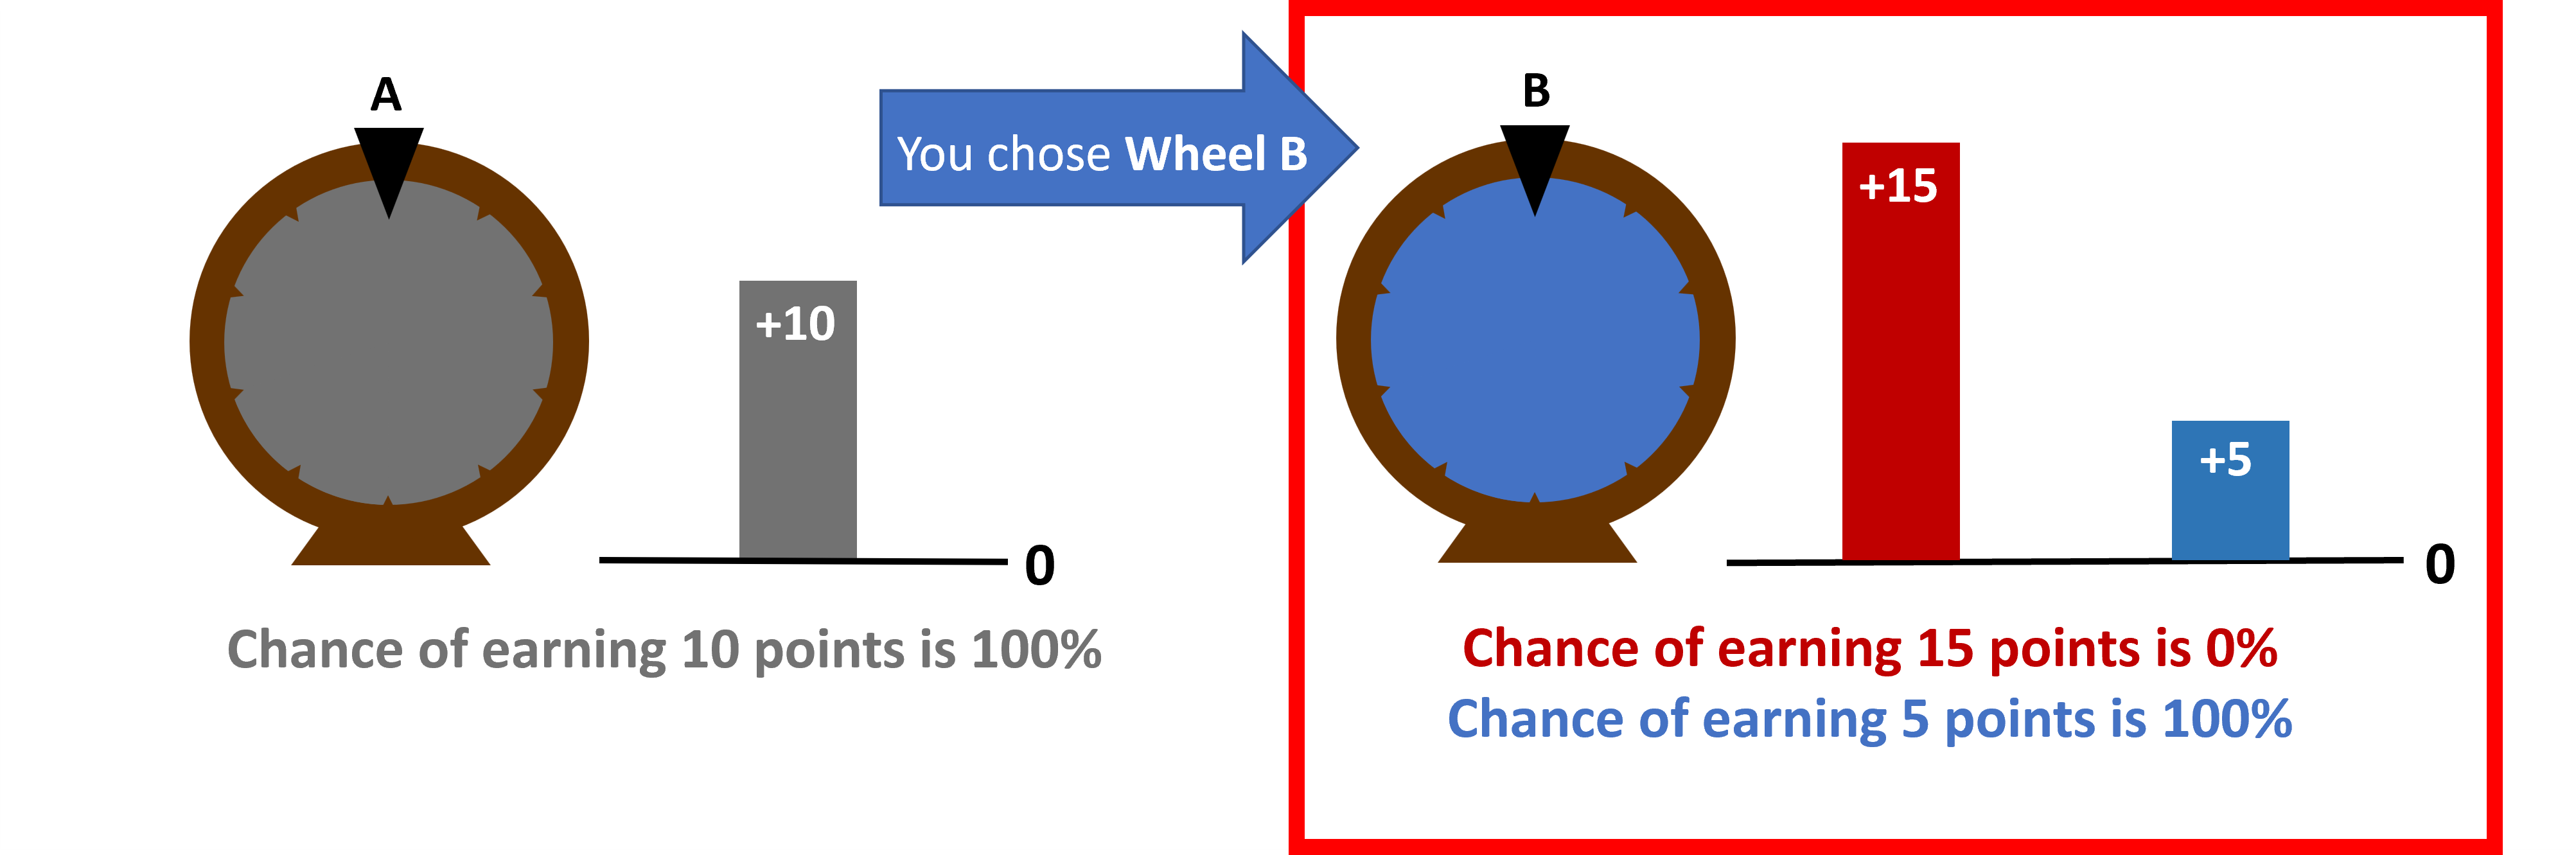 A
+10
0
Chance of earning 10 points is 100%
You chose Wheel B
B
+15
+5
0
Chance of earning 15 points is 0%
Chance of earning 5 points is 100%